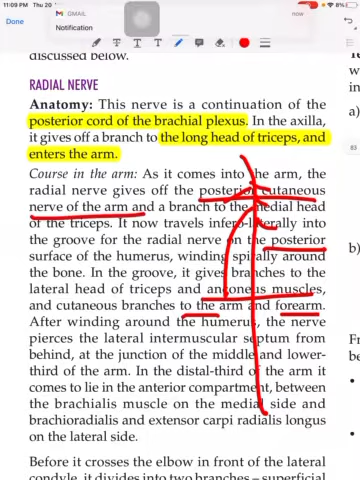 11:09 PM Thu 20
8%
GMAIL
now
Done
Notification
T T T
discussed below.
RADIAL NERVE
Anatomy: This nerve is a continuation of the
posterior cord of the brachial plexus. In the axilla,
it gives off a branch to the long head of triceps, and
enters the arm.
Course in the arm: As it comes into the arm, the
radial nerve gives off the posterior cutaneous
nerve of the arm and a branch to the medial head
of the triceps. It now travels infero-laterally into
the groove for the radial nerve on the posterior
surface of the humerus, winding spirally around
the bone. In the groove, it gives branches to the
lateral head of triceps and anconeus muscles,
and cutaneous branches to the arm and forearm.
After winding around the humerus, the nerve
pierces the lateral intermuscular septum from
behind, at the junction of the middle and lower-
third of the arm. In the distal-third of the arm it
comes to lie in the anterior compartment, between
the brachialis muscle on the medial side and
brachioradialis and extensor carpi radialis longus
on the lateral side.
Before it crosses the elbow in front of the lateral
condyle, it divides into two branches – superficial
w
in
a)
83
b)
Fr
be
•
•